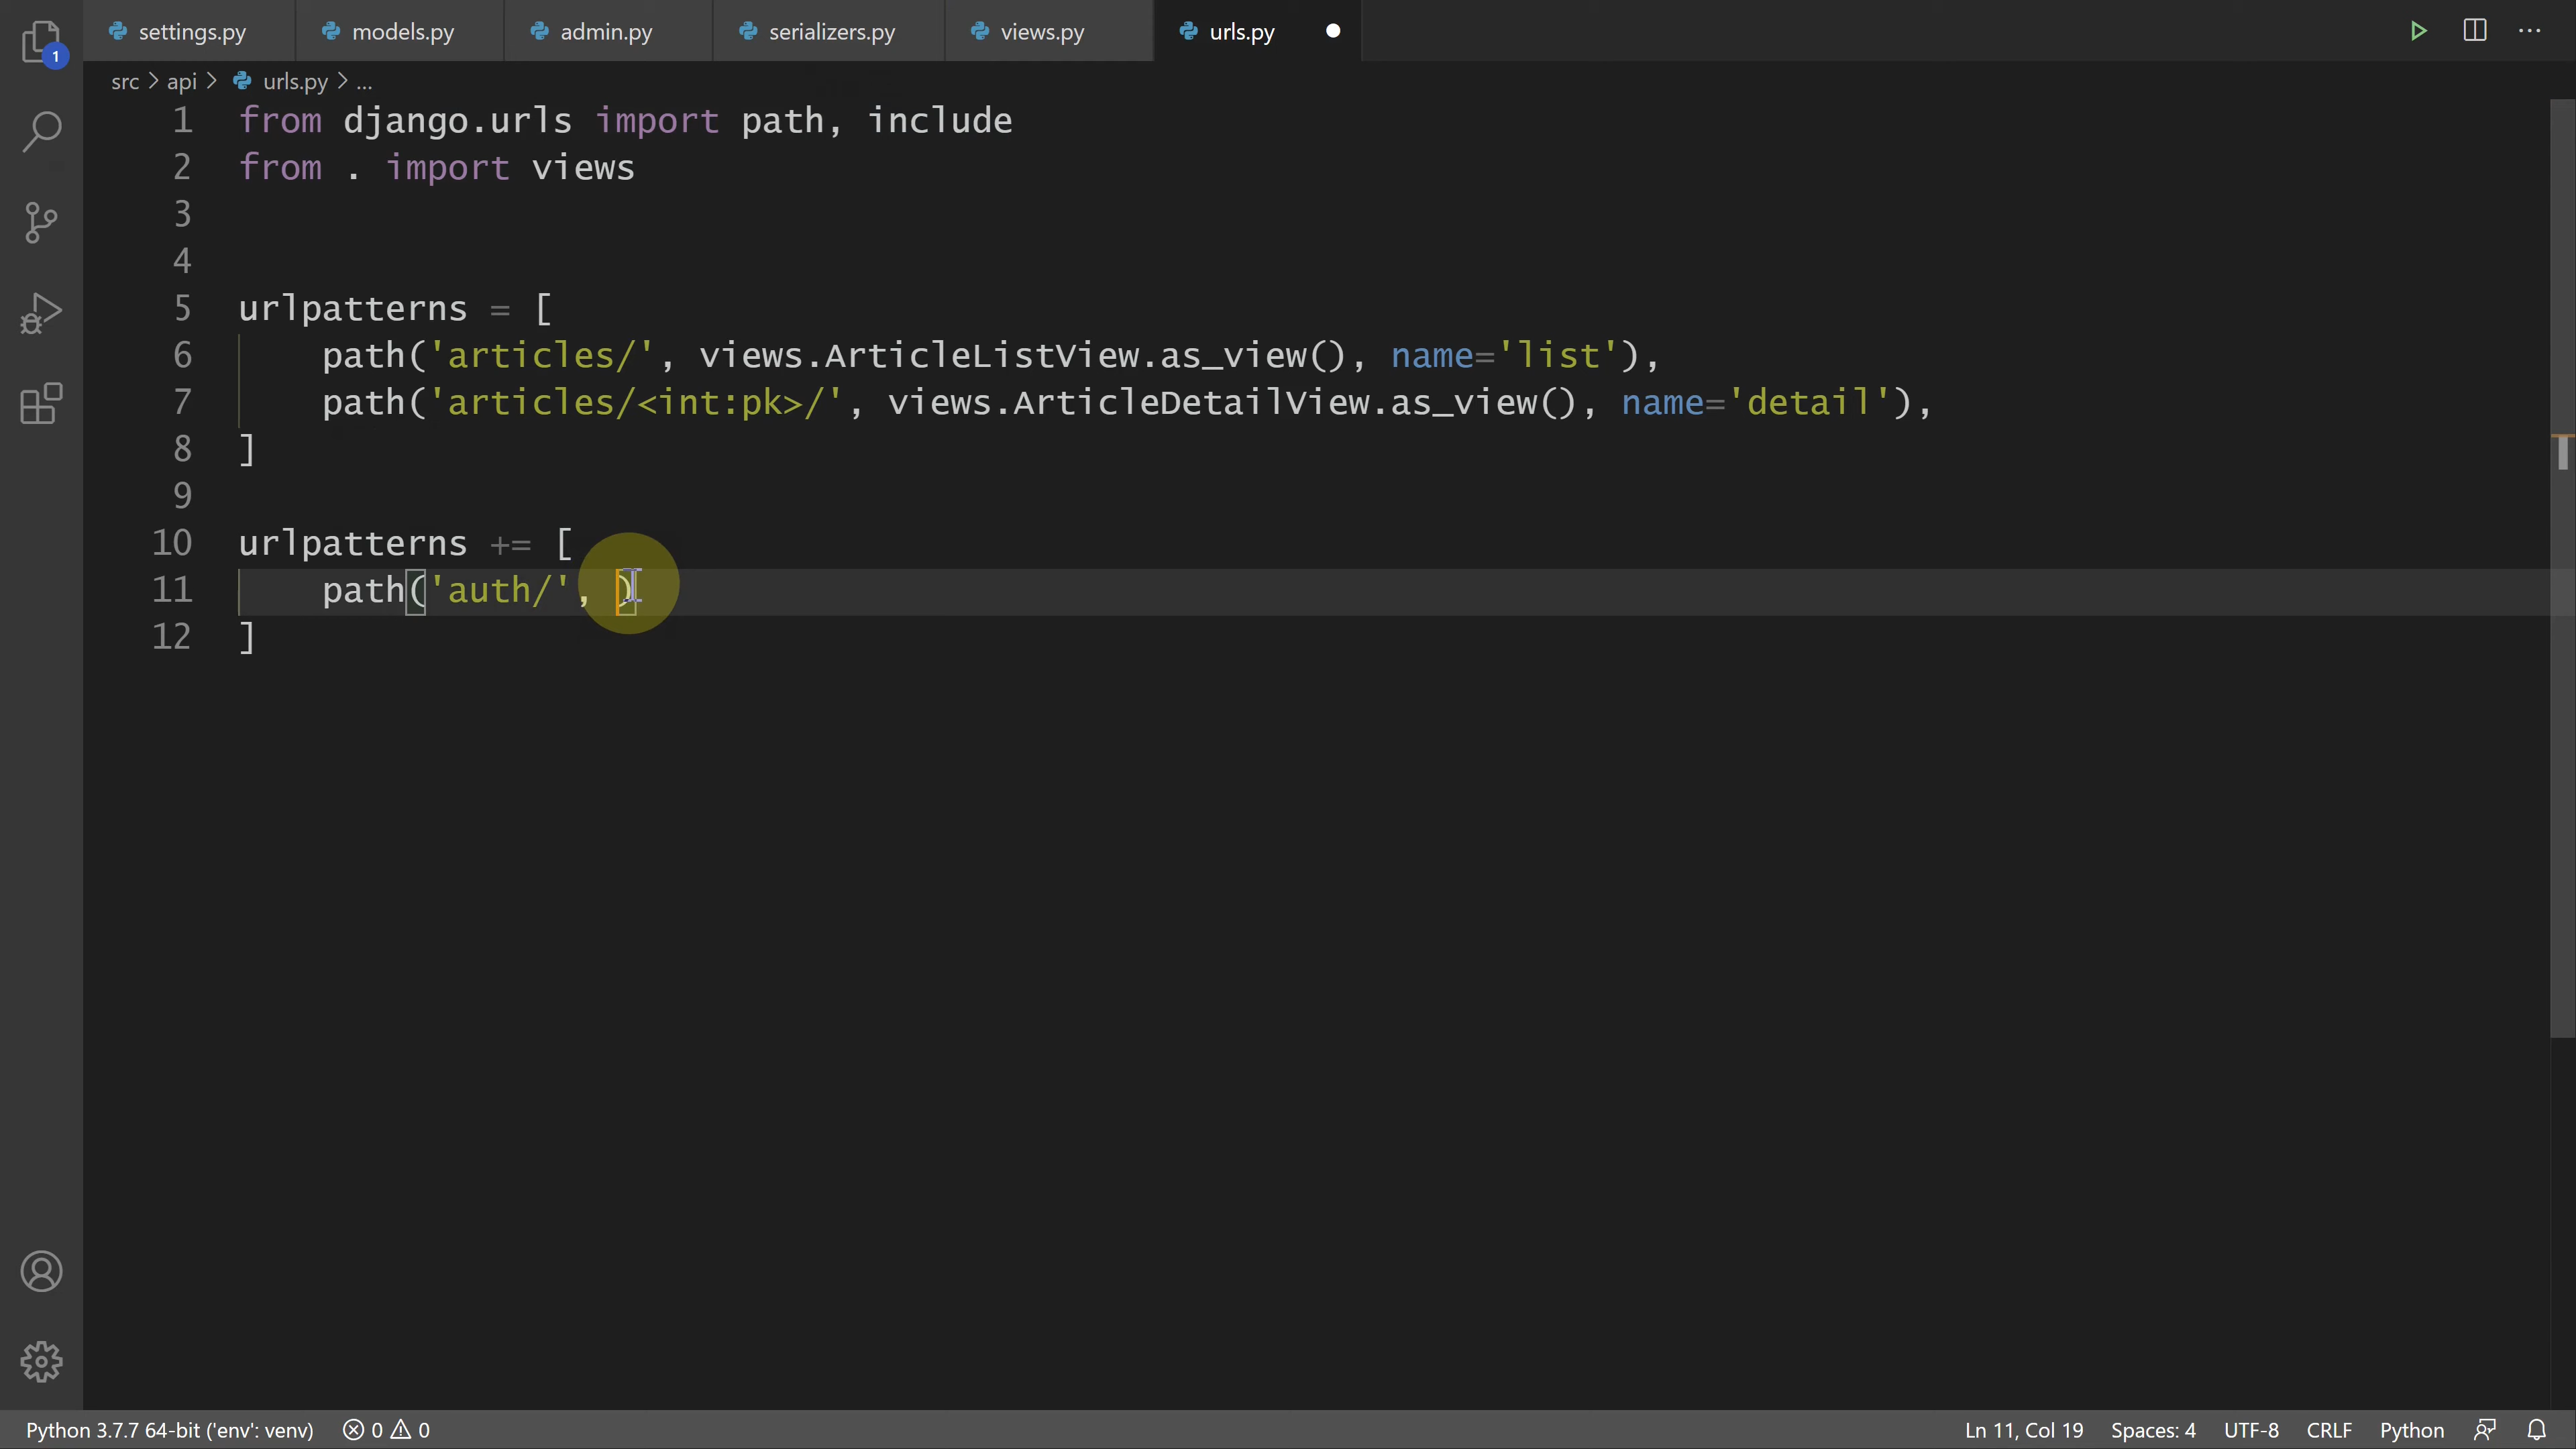 settings.py models.py admin.py serializers.py views.py urls.py
1
src > api > urls.py > ...
1 from django.urls import path, include
2 from . import views
3
4
5 urlpatterns = [
6     path('articles/', views.ArticleListView.as_view(), name='list'),
7     path('articles/<int:pk>/', views.ArticleDetailView.as_view(), name='detail'),
8 ]
9
10 urlpatterns += [
11     path('auth/', )
12 ]
Python 3.7.7 64-bit ('env': venv) 0 0 Ln 11, Col 19 Spaces: 4 UTF-8 CRLF Python